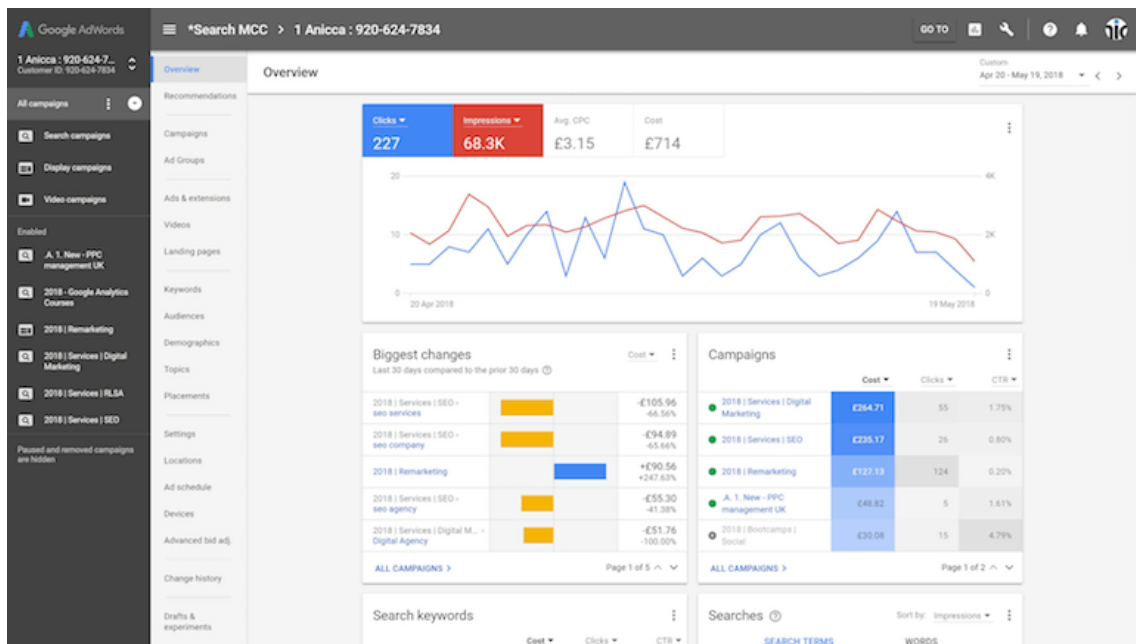 Google AdWords
*Search MCC > 1 Anicca : 920-624-7834
GO TO
1 Anicca : 920-624-7...
Customer ID: 920-624-7834
All campaigns
Search campaigns
Display campaigns
Video campaigns
Enabled
.A. 1. New - PPC
management UK
2018 - Google Analytics
Courses
2018 | Remarketing
2018 | Services | Digital
Marketing
2018 | Services | RLSA
2018 | Services | SEO
Paused and removed campaigns
are hidden
Overview
Recommendations
Campaigns
Ad Groups
Ads & extensions
Videos
Landing pages
Keywords
Audiences
Demographics
Topics
Placements
Settings
Locations
Ad schedule
Devices
Advanced bid adj.
Change history
Drafts &
experiments
Overview
Custom
Apr 20 - May 19, 2018
Clicks
227
Impressions
68.3K
Avg. CPC
£3.15
Cost
£714
20
10
0
4K
2K
0
20 Apr 2018
19 May 2018
Biggest changes
Cost
Last 30 days compared to the prior 30 days
2018 | Services | SEO ›
seo services
-£105.96
-66.56%
2018 | Services | SEO ›
seo company
-£94.89
-65.66%
2018 | Remarketing
+£90.56
+247.63%
2018 | Services | SEO ›
seo agency
-£55.30
-41.38%
2018 | Services | Digital M... ›
Digital Agency
-£51.76
-100.00%
ALL CAMPAIGNS >
Page 1 of 5
Campaigns
Cost Clicks CTR
2018 | Services | Digital
Marketing
£264.71 55 1.75%
2018 | Services | SEO £235.17 26 0.80%
2018 | Remarketing £127.13 124 0.20%
.A. 1. New - PPC
management UK
£48.82 5 1.61%
2018 | Bootcamps |
Social
£30.08 15 4.79%
ALL CAMPAIGNS >
Page 1 of 2
Search keywords
Cost Clicks CTR
Searches
Sort by: Impressions
SEARCH TERMS WORDS